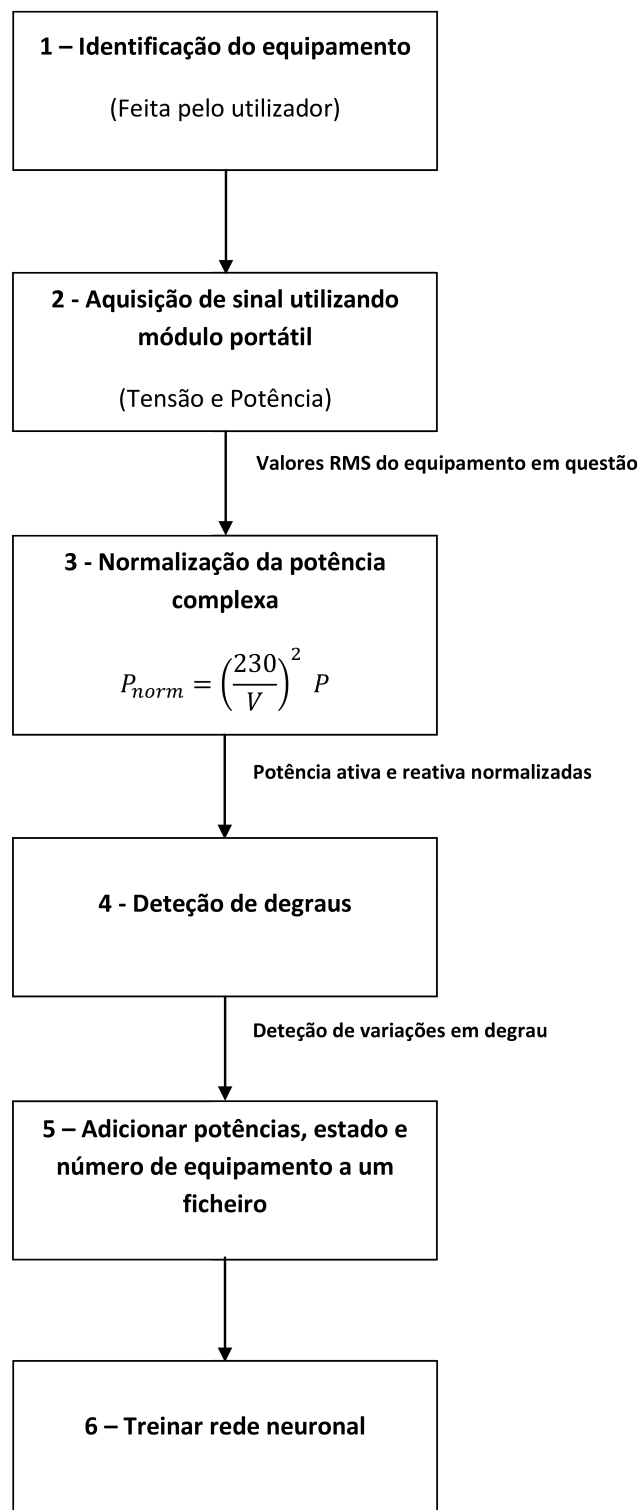 1 – Identificação do equipamento
(Feita pelo utilizador)
2 - Aquisição de sinal utilizando
módulo portátil
(Tensão e Potência)
Valores RMS do equipamento em questão
3 - Normalização da potência
complexa
P_{norm} = (230/V)^2 P
Potência ativa e reativa normalizadas
4 - Deteção de degraus
Deteção de variações em degrau
5 – Adicionar potências, estado e
número de equipamento a um
ficheiro
6 – Treinar rede neuronal